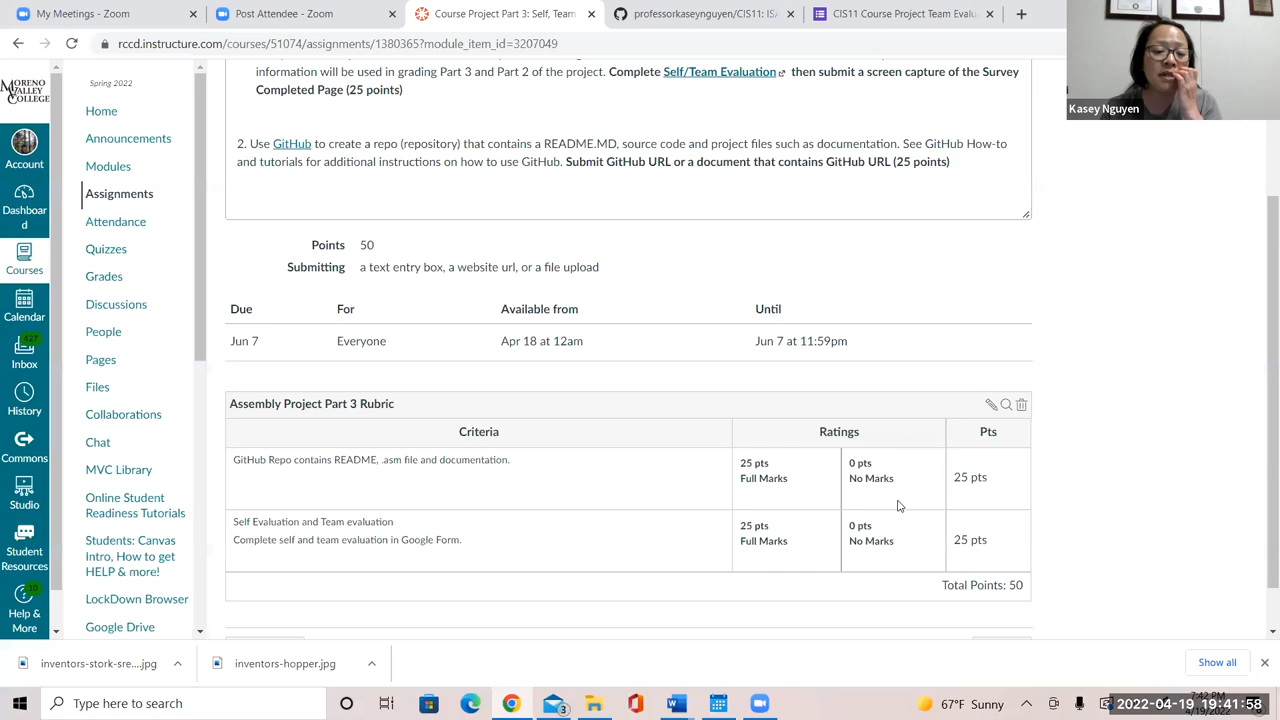 My Meetings - Zoom
Post Attendee - Zoom
Course Project Part 3: Self, Team
professorkaseynguyen/CIS11: ISA
CIS11 Course Project Team Evalu
rccd.instructure.com/courses/51074/assignments/1380365?module_item_id=3207049
Kasey Nguyen
MORENO
VALLEY
COLLEGE
Account
Dashboar
d
Courses
Calendar
427
Inbox
History
Commons
Studio
Student
Resources
10
Help &
More
Spring 2022
Home
Announcements
Modules
Assignments
Attendance
Quizzes
Grades
Discussions
People
Pages
Files
Collaborations
Chat
MVC Library
Online Student
Readiness Tutorials
Students: Canvas
Intro, How to get
HELP & more!
LockDown Browser
Google Drive
information will be used in grading Part 3 and Part 2 of the project. Complete Self/Team Evaluation then submit a screen capture of the Survey
Completed Page (25 points)
2. Use GitHub to create a repo (repository) that contains a README.MD, source code and project files such as documentation. See GitHub How-to
and tutorials for additional instructions on how to use GitHub. Submit GitHub URL or a document that contains GitHub URL (25 points)
Points 50
Submitting a text entry box, a website url, or a file upload
Due For Available from Until
Jun 7 Everyone Apr 18 at 12am Jun 7 at 11:59pm
Assembly Project Part 3 Rubric
Criteria Ratings Pts
GitHub Repo contains README, .asm file and documentation.
25 pts
Full Marks
0 pts
No Marks
25 pts
Self Evaluation and Team evaluation
Complete self and team evaluation in Google Form.
25 pts
Full Marks
0 pts
No Marks
25 pts
Total Points: 50
inventors-stork-sre....jpg
inventors-hopper.jpg
Show all
Type here to search
3
67°F Sunny
7:42 PM
4/19/2022
2022-04-19 19:41:58